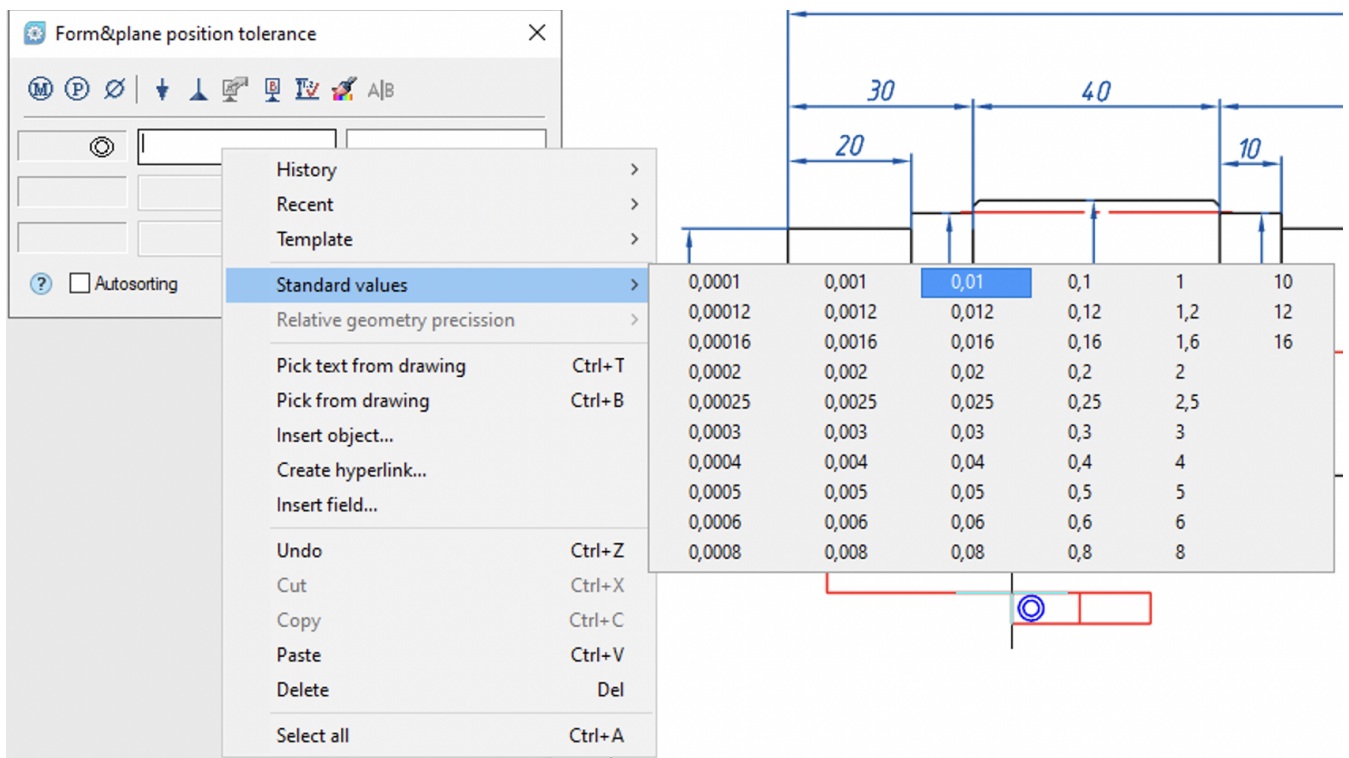 Form&plane position tolerance
M P A|B
30 40
20 10
History
Recent
Template
Standard values
Relative geometry precission
Autosorting
Pick text from drawing Ctrl+T
Pick from drawing Ctrl+B
Insert object...
Create hyperlink...
Insert field...
Undo Ctrl+Z
Cut Ctrl+X
Copy Ctrl+C
Paste Ctrl+V
Delete Del
Select all Ctrl+A
0,0001 0,001 0,01 0,1 1 10
0,00012 0,0012 0,012 0,12 1,2 12
0,00016 0,0016 0,016 0,16 1,6 16
0,0002 0,002 0,02 0,2 2
0,00025 0,0025 0,025 0,25 2,5
0,0003 0,003 0,03 0,3 3
0,0004 0,004 0,04 0,4 4
0,0005 0,005 0,05 0,5 5
0,0006 0,006 0,06 0,6 6
0,0008 0,008 0,08 0,8 8